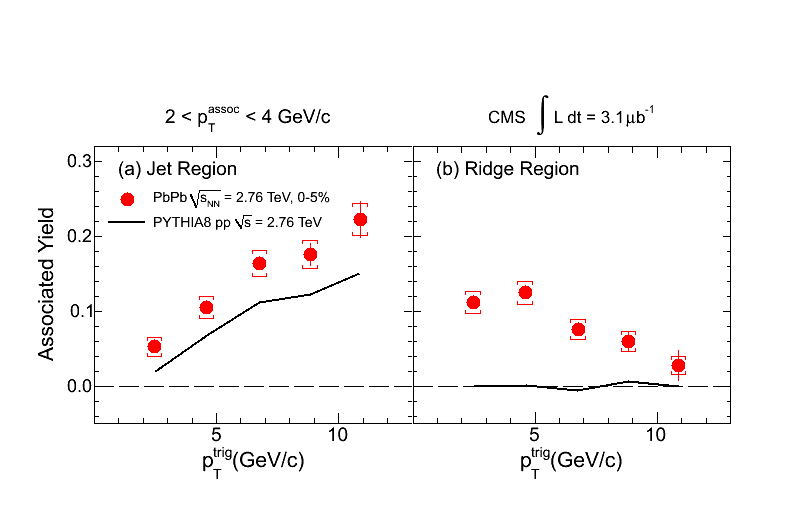 2 < p_T^assoc < 4 GeV/c
CMS ∫ L dt = 3.1 μb^-1
(a) Jet Region
PbPb √s_NN = 2.76 TeV, 0-5%
PYTHIA8 pp √s = 2.76 TeV
(b) Ridge Region
Associated Yield
0.3
0.2
0.1
0.0
5 10
5 10
p_T^trig(GeV/c)
p_T^trig(GeV/c)